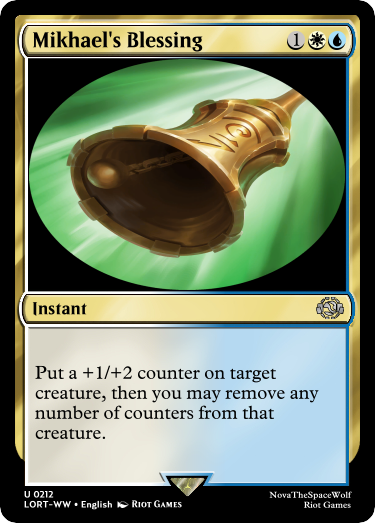 Mikhael's Blessing 1
Instant
Put a +1/+2 counter on target
creature, then you may remove any
number of counters from that
creature.
U 0212
LORT-WW • English Riot Games
NovaTheSpaceWolf
Riot Games